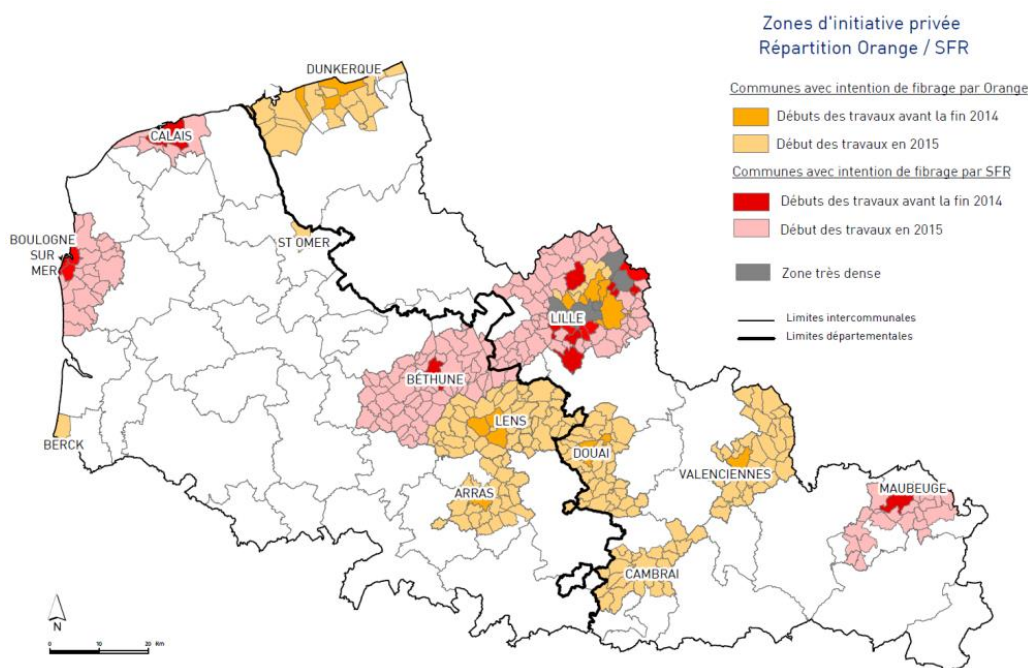 Zones d'initiative privée
Répartition Orange / SFR
Communes avec intention de fibrage par Orange
Débuts des travaux avant la fin 2014
Début des travaux en 2015
Communes avec intention de fibrage par SFR
Débuts des travaux avant la fin 2014
Début des travaux en 2015
Zone très dense
Limites intercommunales
Limites départementales
DUNKERQUE
CALAIS
BOULOGNE
SUR
MER
ST OMER
LILLE
BÉTHUNE
BERCK
LENS
DOUAI
VALENCIENNES
ARRAS
MAUBEUGE
CAMBRAI
N
0 10 20 Km